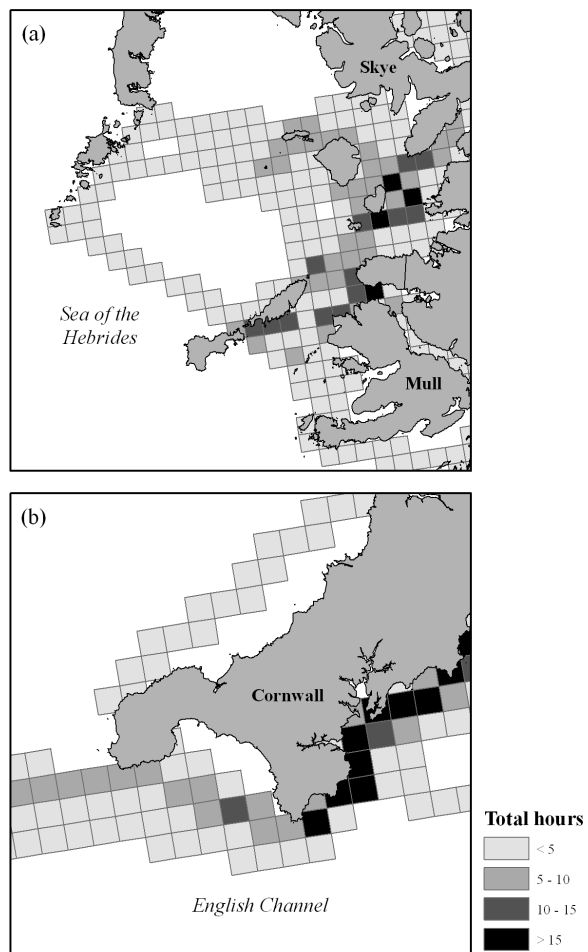 (a)
Skye
Sea of the
Hebrides
Mull
(b)
Cornwall
English Channel
Total hours
< 5
5 - 10
10 - 15
> 15